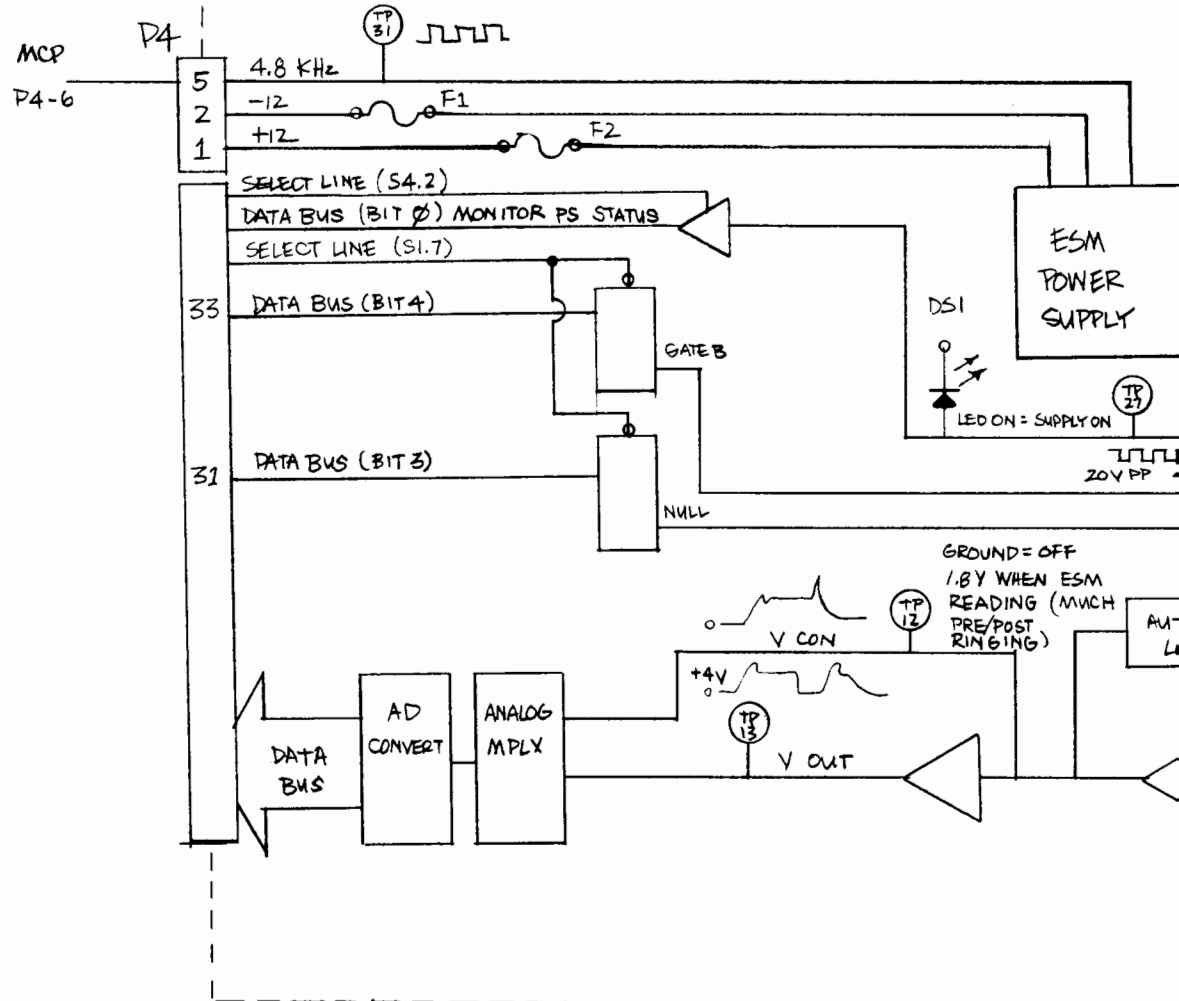 P4
TP
31
MCP
P4-6
5
4.8 KHz
2
-12
F1
1
+12
F2
SELECT LINE (S4.2)
DATA BUS (BIT Ø) MONITOR PS STATUS
SELECT LINE (S1.7)
33
DATA BUS (BIT 4)
GATE B
ESM
POWER
SUPPLY
DS1
TP
27
LED ON = SUPPLY ON
20V PP
31
DATA BUS (BIT 3)
NULL
GROUND = OFF
1.8V WHEN ESM
READING (MUCH
PRE/POST
RINGING)
TP
12
O
V CON
+4V
O
AD
CONVERT
ANALOG
MPLX
TP
13
V OUT
DATA
BUS